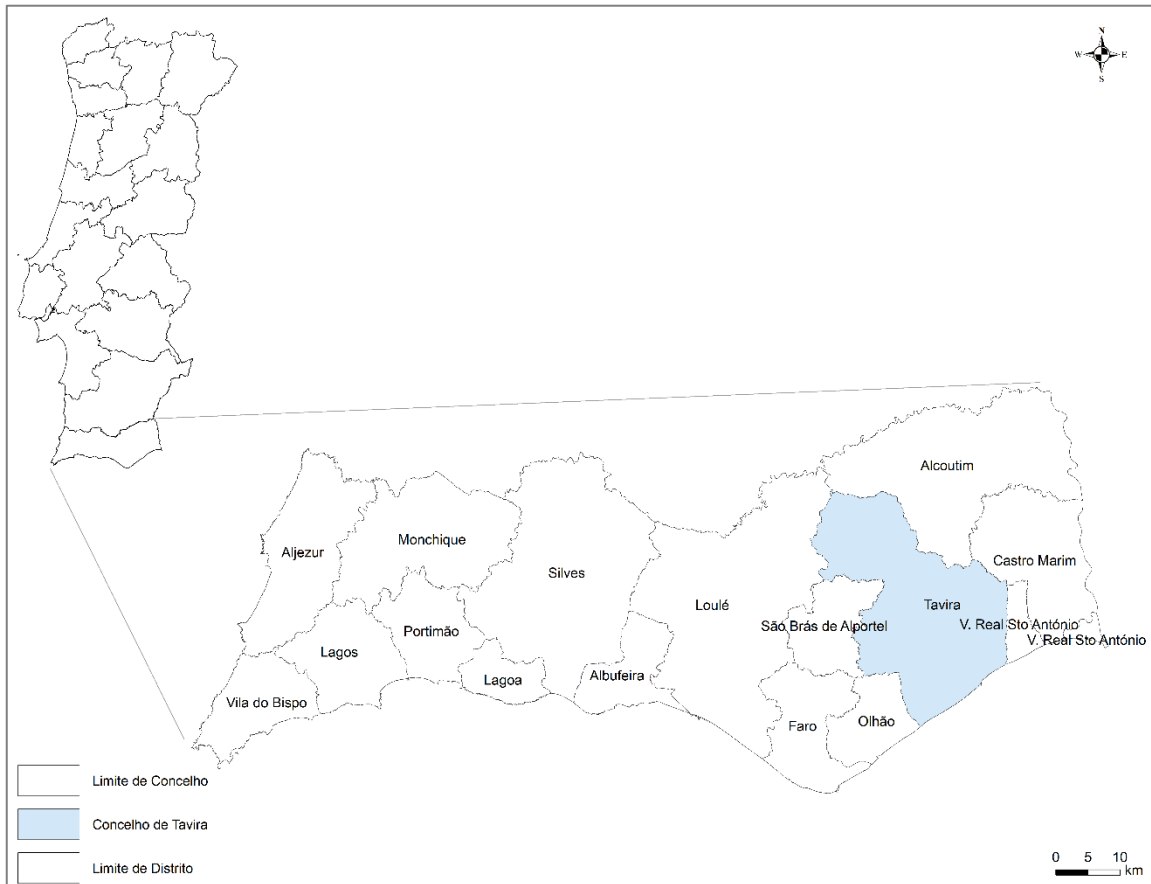 N
W E
S
Alcoutim
Monchique
Aljezur
Castro Marim
Silves
Loulé
Tavira
São Brás de Alportel
V. Real Sto António
Portimão
V. Real Sto António
Lagos
Lagoa
Albufeira
Vila do Bispo
Faro
Olhão
Limite de Concelho
Concelho de Tavira
Limite de Distrito
0 5 10
km